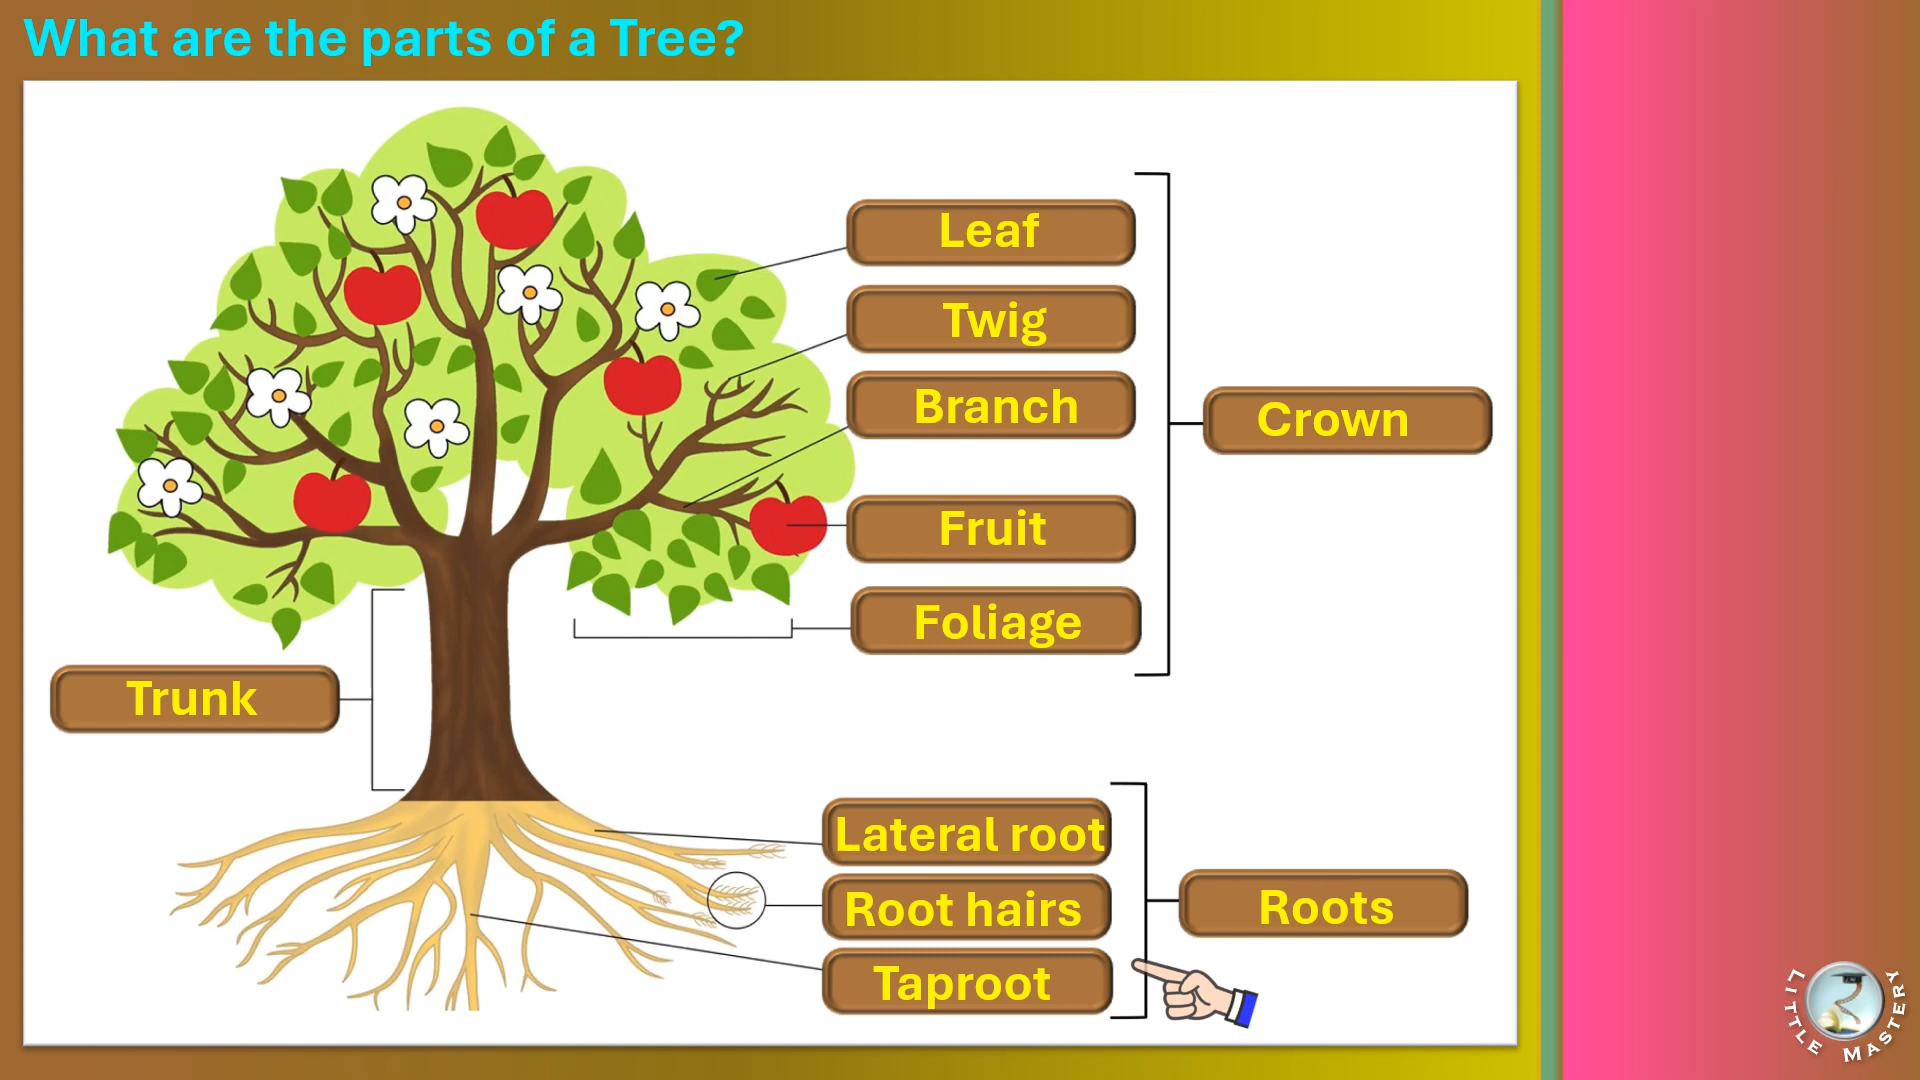 What are the parts of a Tree?
Leaf
Twig
Branch
Crown
Fruit
Foliage
Trunk
Lateral root
Root hairs
Roots
Taproot
LITTLE MASTERY